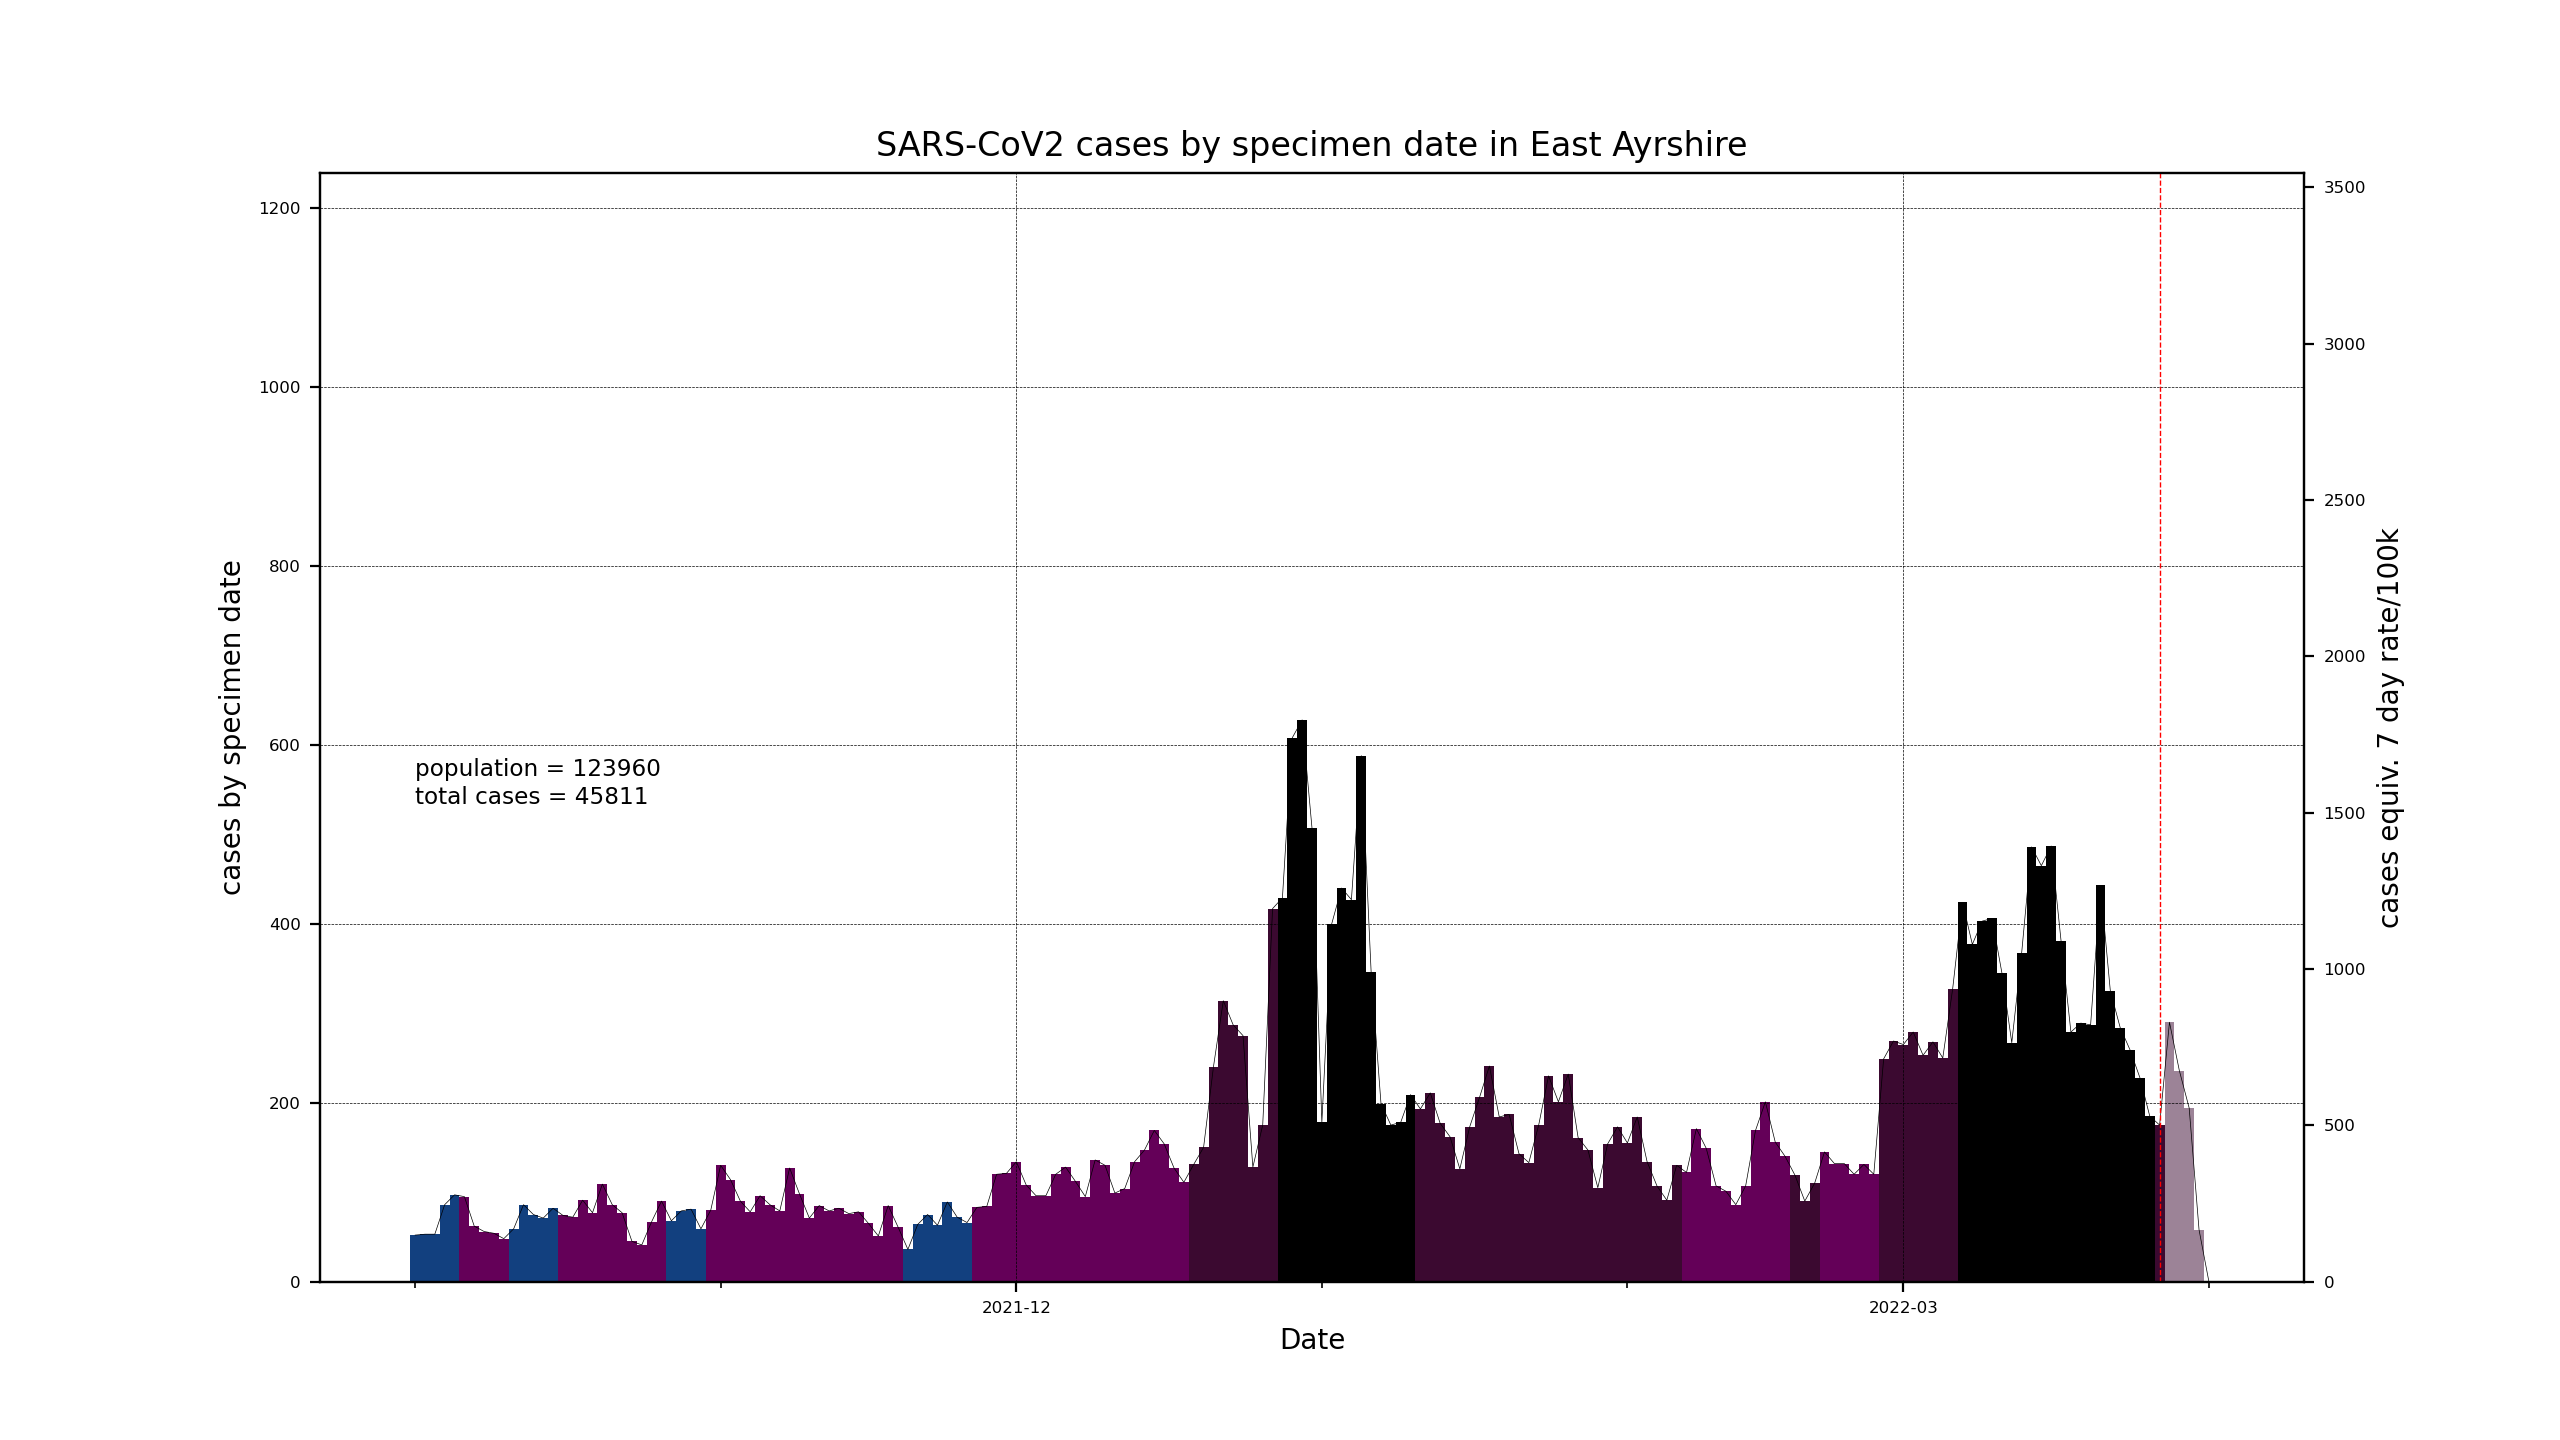 SARS-CoV2 cases by specimen date in East Ayrshire
1200
1000
800
600
400
200
0
cases by specimen date
population = 123960
total cases = 45811
3500
3000
2500
2000
1500
1000
500
0
cases equiv. 7 day rate/100k
2021-12
2022-03
Date